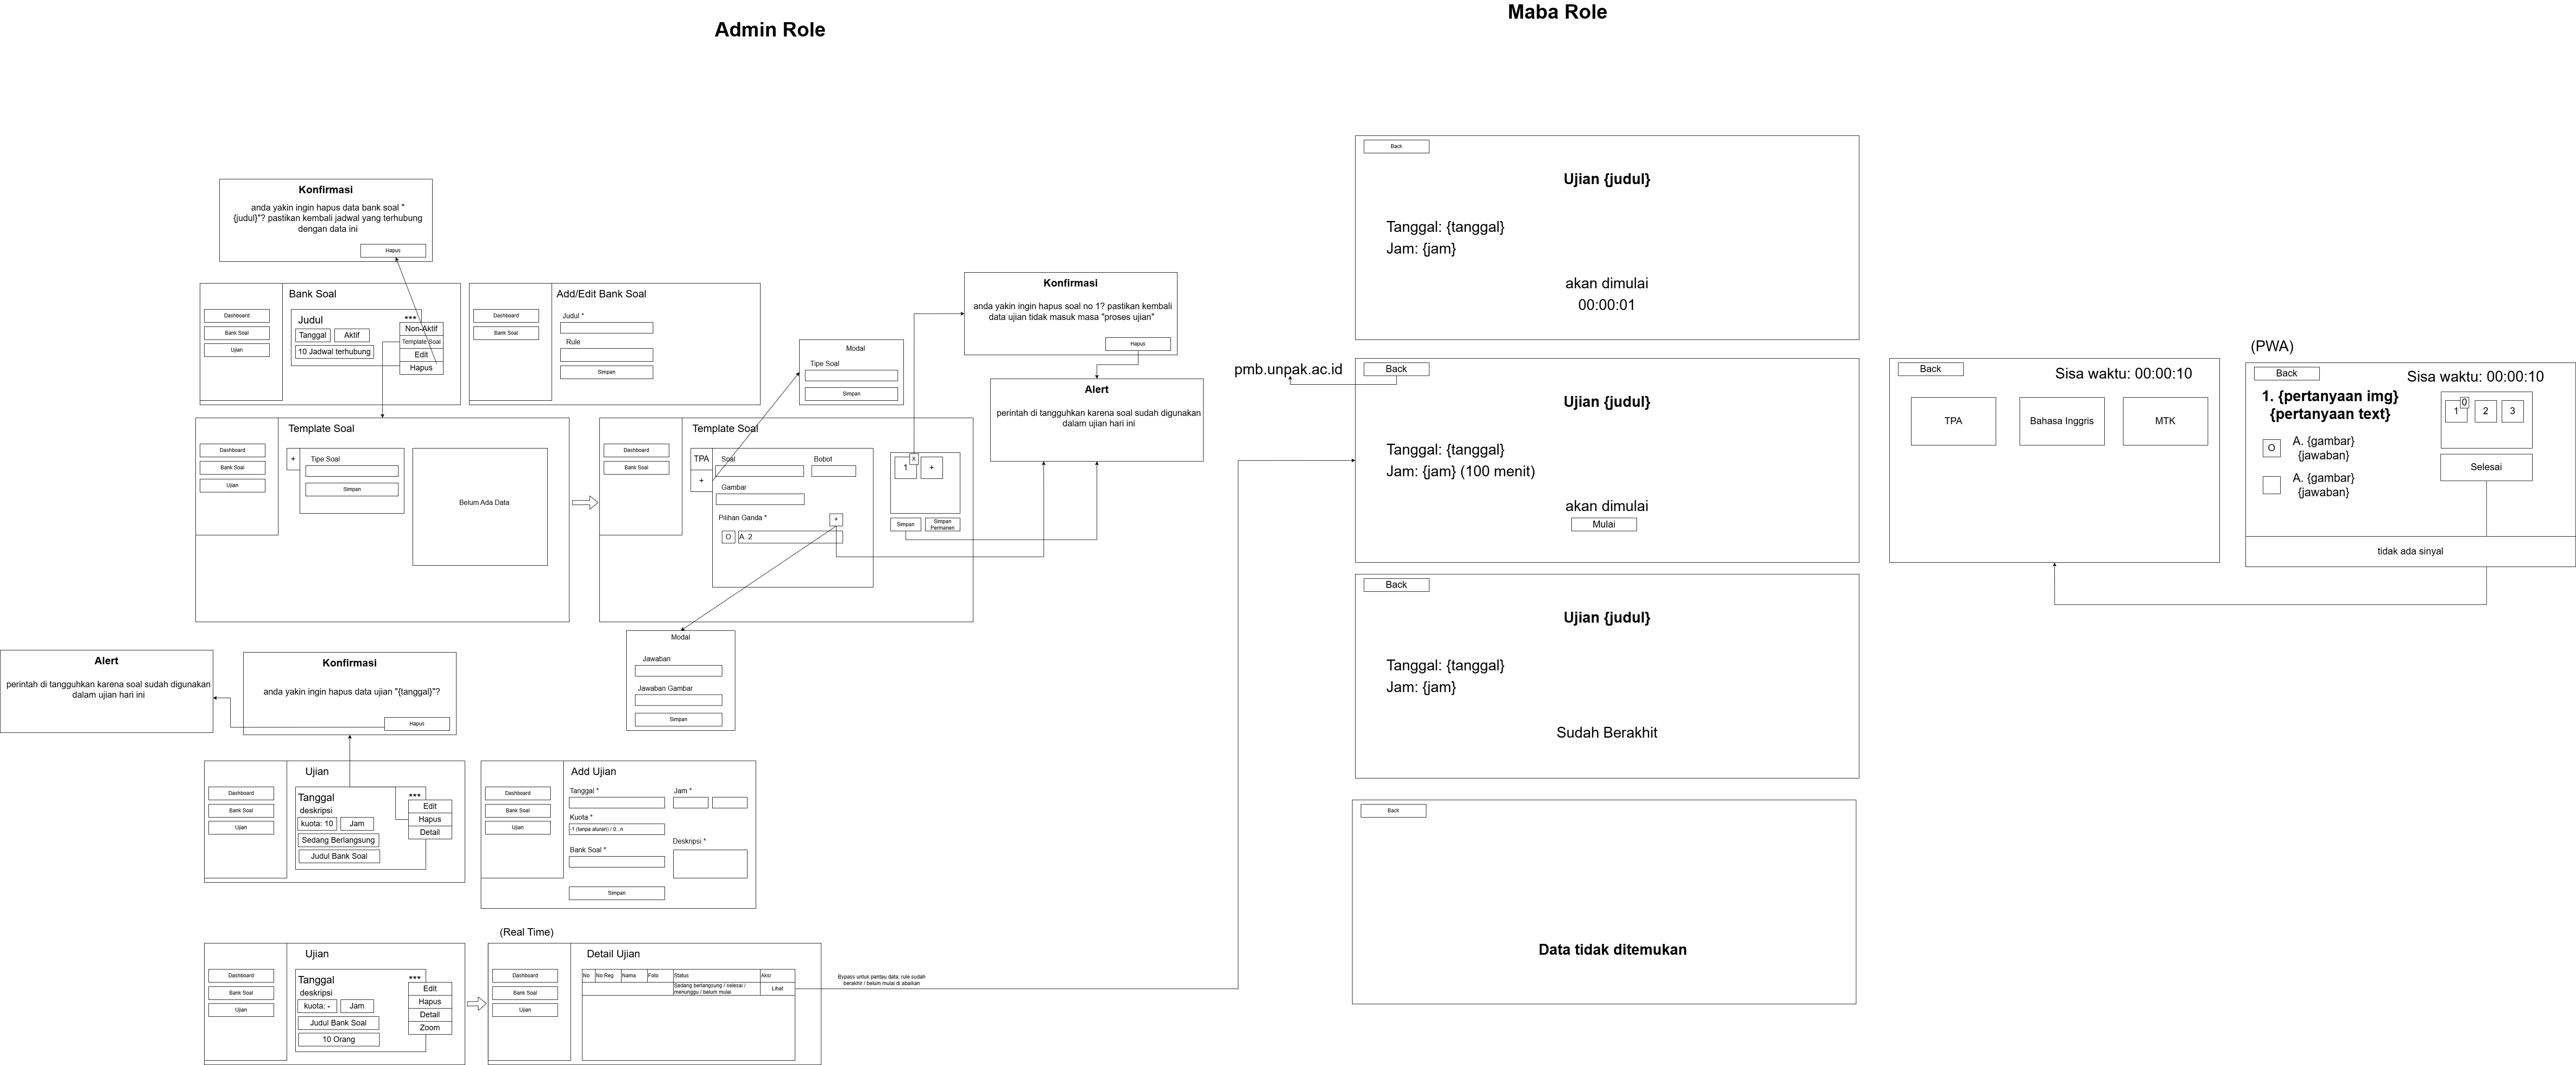 Admin Role
Maba Role
Konfirmasi
anda yakin ingin hapus data bank soal "
{judul}"? pastikan kembali jadwal yang terhubung
dengan data ini
Hapus
Bank Soal
Dashboard
Bank Soal
Ujian
Judul
***
Tanggal
Aktif
10 Jadwal terhubung
Non-Aktif
Template Soal
Edit
Hapus
Add/Edit Bank Soal
Dashboard
Bank Soal
Judul *
Rule
Simpan
Modal
Tipe Soal
Simpan
Konfirmasi
anda yakin ingin hapus soal no 1? pastikan kembali
data ujian tidak masuk masa "proses ujian"
Hapus
Alert
perintah di tangguhkan karena soal sudah digunakan
dalam ujian hari ini
Template Soal
Dashboard
Bank Soal
Ujian
+
Tipe Soal
Simpan
Belum Ada Data
Template Soal
Dashboard
Bank Soal
TPA
+
Soal
Bobot
Gambar
Pilihan Ganda *
+
O
A. 2
1
X
+
Simpan
Simpan
Permanen
Modal
Jawaban
Jawaban Gambar
Simpan
Alert
perintah di tangguhkan karena soal sudah digunakan
dalam ujian hari ini
Konfirmasi
anda yakin ingin hapus data ujian "{tanggal}"?
Hapus
Ujian
Dashboard
Bank Soal
Ujian
Tanggal
***
deskripsi
kuota: 10
Jam
Sedang Berlangsung
Judul Bank Soal
Edit
Hapus
Detail
Add Ujian
Dashboard
Bank Soal
Ujian
Tanggal *
Jam *
Kuota *
-1 (tanpa aturan) / 0...n
Bank Soal *
Deskripsi *
Simpan
Ujian
Dashboard
Bank Soal
Ujian
Tanggal
***
deskripsi
kuota: -
Jam
Judul Bank Soal
10 Orang
Edit
Hapus
Detail
Zoom
(Real Time)
Detail Ujian
Dashboard
Bank Soal
Ujian
No
No Reg
Nama
Foto
Status
Aksi
Sedang berlangsung / selesai /
menunggu / belum mulai
Lihat
Bypass untuk pantau data; rule sudah
berakhir / belum mulai di abaikan
Back
Ujian {judul}
Tanggal: {tanggal}
Jam: {jam}
akan dimulai
00:00:01
pmb.unpak.ac.id
Back
Ujian {judul}
Tanggal: {tanggal}
Jam: {jam} (100 menit)
akan dimulai
Mulai
Back
Ujian {judul}
Tanggal: {tanggal}
Jam: {jam}
Sudah Berakhit
Back
Data tidak ditemukan
Back
Sisa waktu: 00:00:10
TPA
Bahasa Inggris
MTK
(PWA)
Back
Sisa waktu: 00:00:10
1. {pertanyaan img}
{pertanyaan text}
O
A. {gambar}
{jawaban}
A. {gambar}
{jawaban}
1
0
2
3
Selesai
tidak ada sinyal